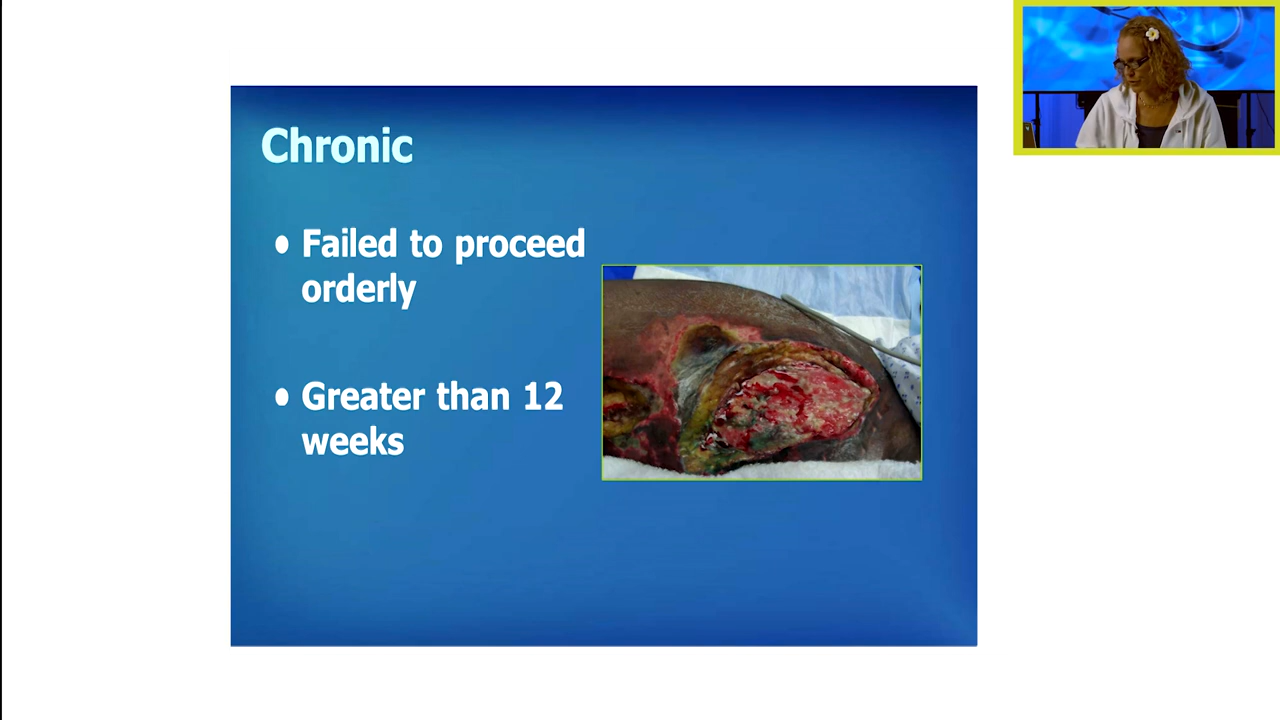 Chronic
• Failed to proceed
orderly
• Greater than 12
weeks